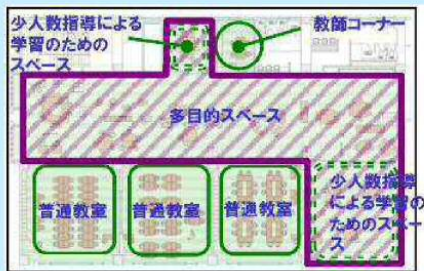 少人数指導による
学習のための
スペース
教師コーナー
多目的スペース
普通教室
普通教室
普通教室
少人数指導
による学習の
ためのスペー
ス